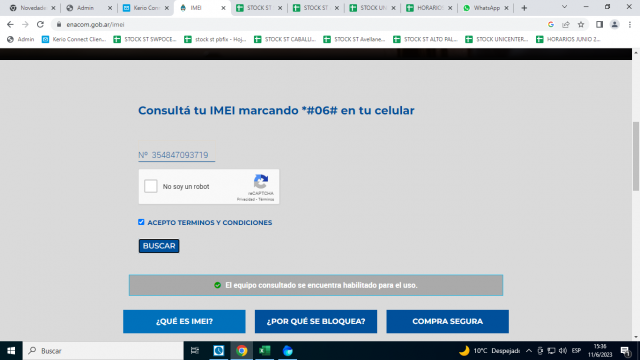 Novedades
Admin
Kerio Connect Clien
IMEI
STOCK ST
STOCK ST
STOCK UNI
HORARIOS
WhatsApp
enacom.gob.ar/imei
Admin
Kerio Connect Client...
STOCK ST SWPOCE...
stock st pbfix - Hoj...
STOCK ST CABALLI...
STOCK ST Avellane...
STOCK ST ALTO PAL...
STOCK UNICENTER...
HORARIOS JUNIO 2...
Consultá tu IMEI marcando *#06# en tu celular
Nº 354847093719
No soy un robot
reCAPTCHA
Privacidad - Términos
ACEPTO TERMINOS Y CONDICIONES
BUSCAR
El equipo consultado se encuentra habilitado para el uso.
¿QUÉ ES IMEI?
¿POR QUÉ SE BLOQUEA?
COMPRA SEGURA
Buscar
10°C Despejado
ESP
15:36
11/6/2023